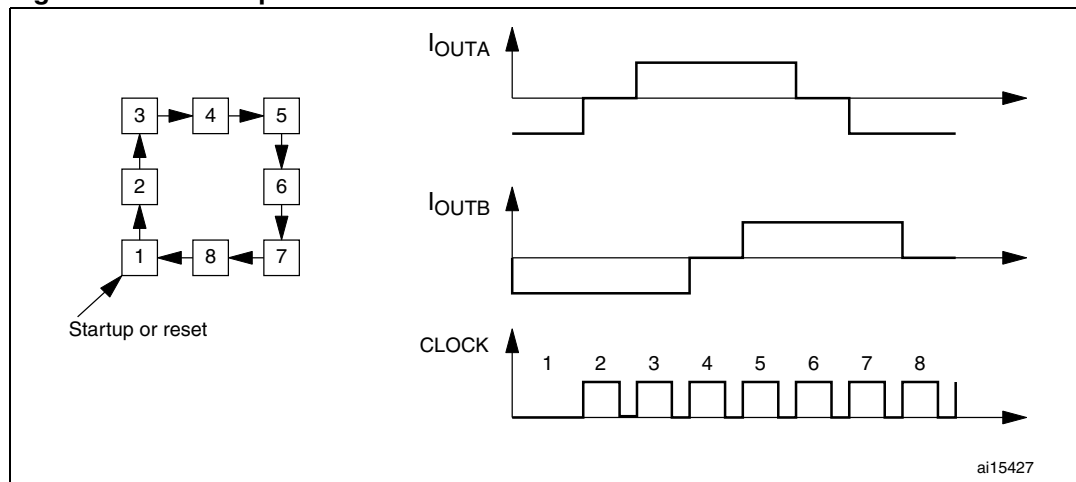 IOUTA
3 4 5
2 6
IOUTB
1 8 7
Startup or reset
CLOCK
1 2 3 4 5 6 7 8
ai15427